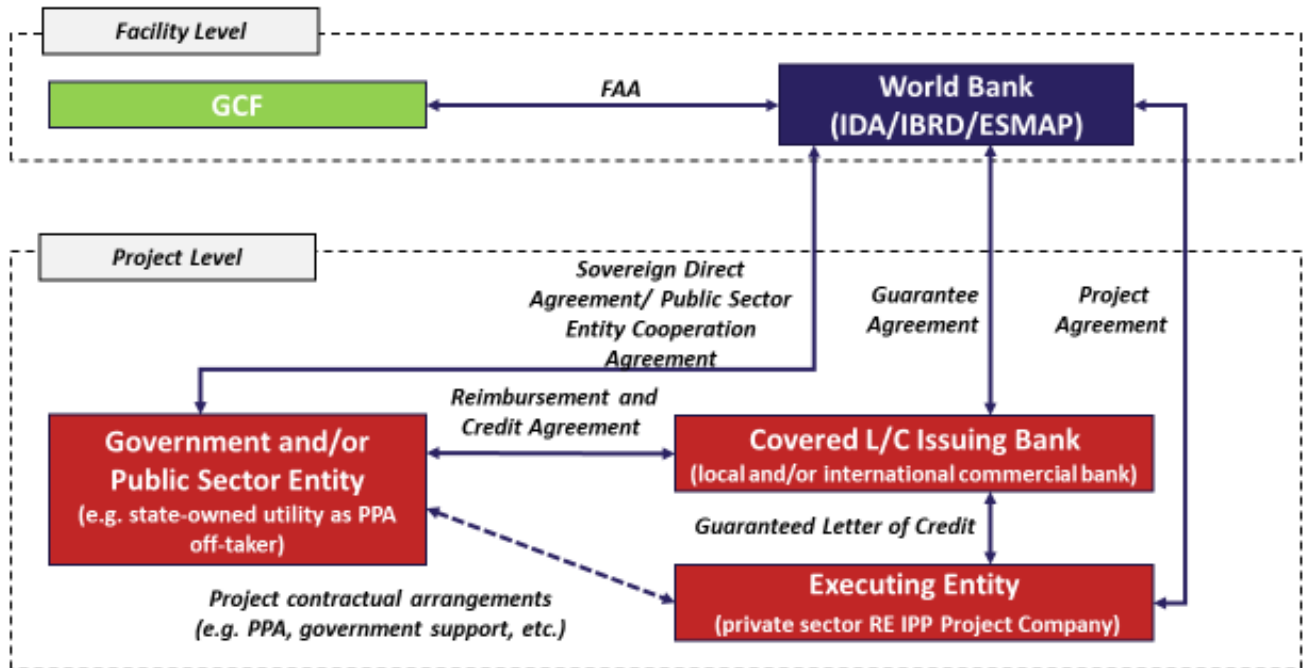 Facility Level
GCF
FAA
World Bank
(IDA/IBRD/ESMAP)
Project Level
Sovereign Direct
Agreement/ Public Sector
Entity Cooperation
Agreement
Guarantee
Agreement
Project
Agreement
Reimbursement and
Credit Agreement
Government and/or
Public Sector Entity
(e.g. state-owned utility as PPA
off-taker)
Covered L/C Issuing Bank
(local and/or international commercial bank)
Guaranteed Letter of Credit
Executing Entity
(private sector RE IPP Project Company)
Project contractual arrangements
(e.g. PPA, government support, etc.)